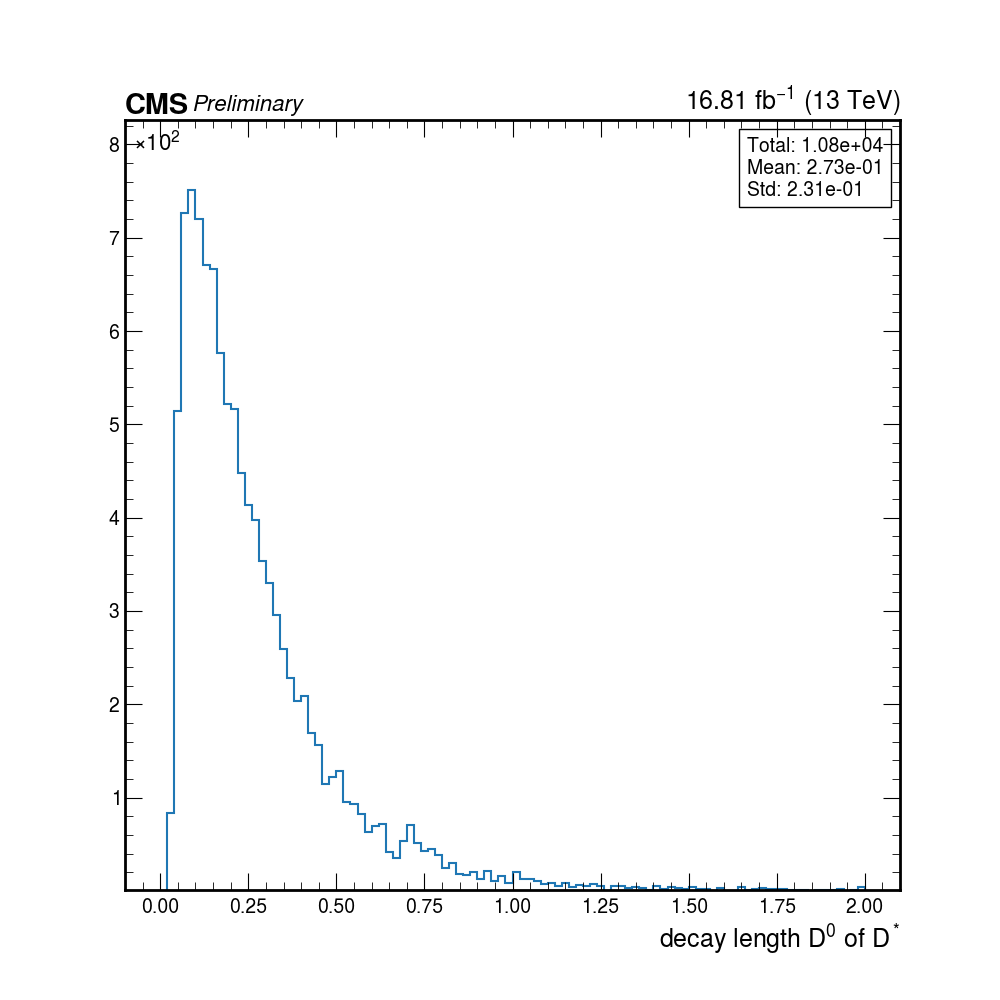 CMS Preliminary
16.81 fb⁻¹ (13 TeV)
×10²
Total: 1.08e+04
Mean: 2.73e-01
Std: 2.31e-01
8
7
6
5
4
3
2
1
0.00 0.25 0.50 0.75 1.00 1.25 1.50 1.75 2.00
decay length D⁰ of D*